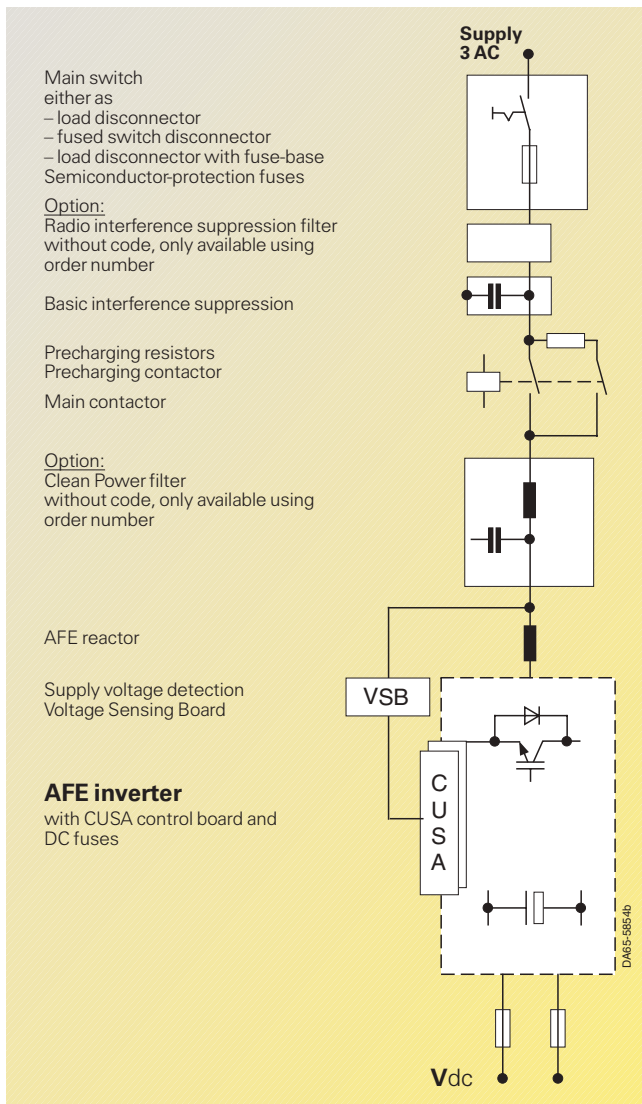 Supply
3 AC
Main switch
either as
– load disconnector
– fused switch disconnector
– load disconnector with fuse-base
Semiconductor-protection fuses
Option:
Radio interference suppression filter
without code, only available using
order number
Basic interference suppression
Precharging resistors
Precharging contactor
Main contactor
Option:
Clean Power filter
without code, only available using
order number
AFE reactor
Supply voltage detection
Voltage Sensing Board
VSB
AFE inverter
with CUSA control board and
DC fuses
C
U
S
A
DA65-5854b
Vdc